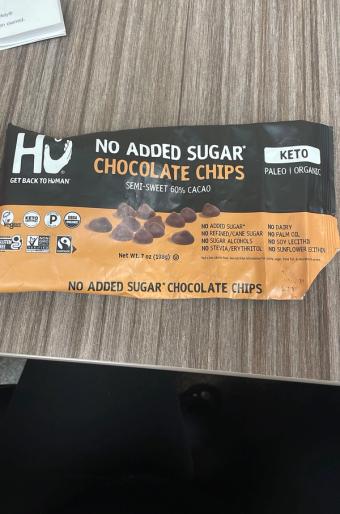 HU
GET BACK TO HUMAN
NO ADDED SUGAR*
CHOCOLATE CHIPS
SEMI-SWEET 60% CACAO
KETO
PALEO | ORGANIC
NO ADDED SUGAR*
NO REFINED/CANE SUGAR
NO SUGAR ALCOHOLS
NO STEVIA/ERYTHRITOL
NO DAIRY
NO PALM OIL
NO SOY LECITHIN
NO SUNFLOWER LECITHIN
Net Wt. 7 oz (198g)
NO ADDED SUGAR* CHOCOLATE CHIPS